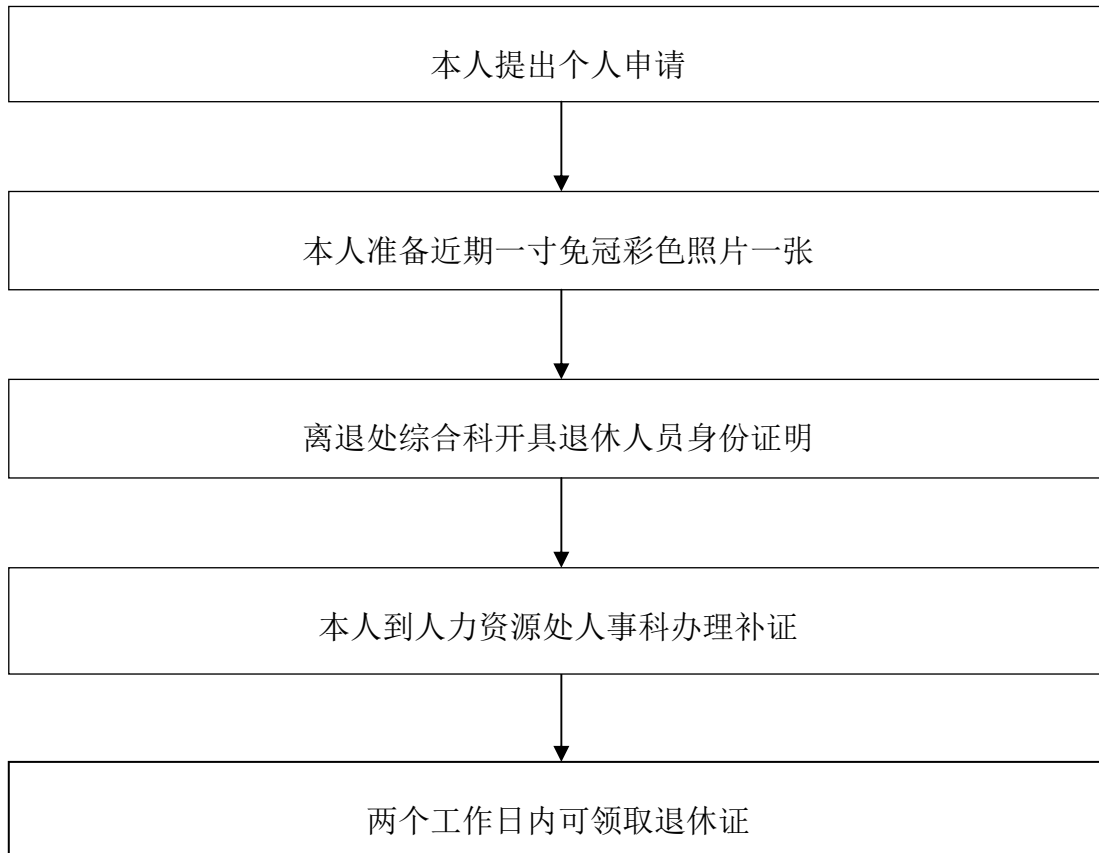 本人提出个人申请
本人准备近期一寸免冠彩色照片一张
离退处综合科开具退休人员身份证明
本人到人力资源处人事科办理补证
两个工作日内可领取退休证